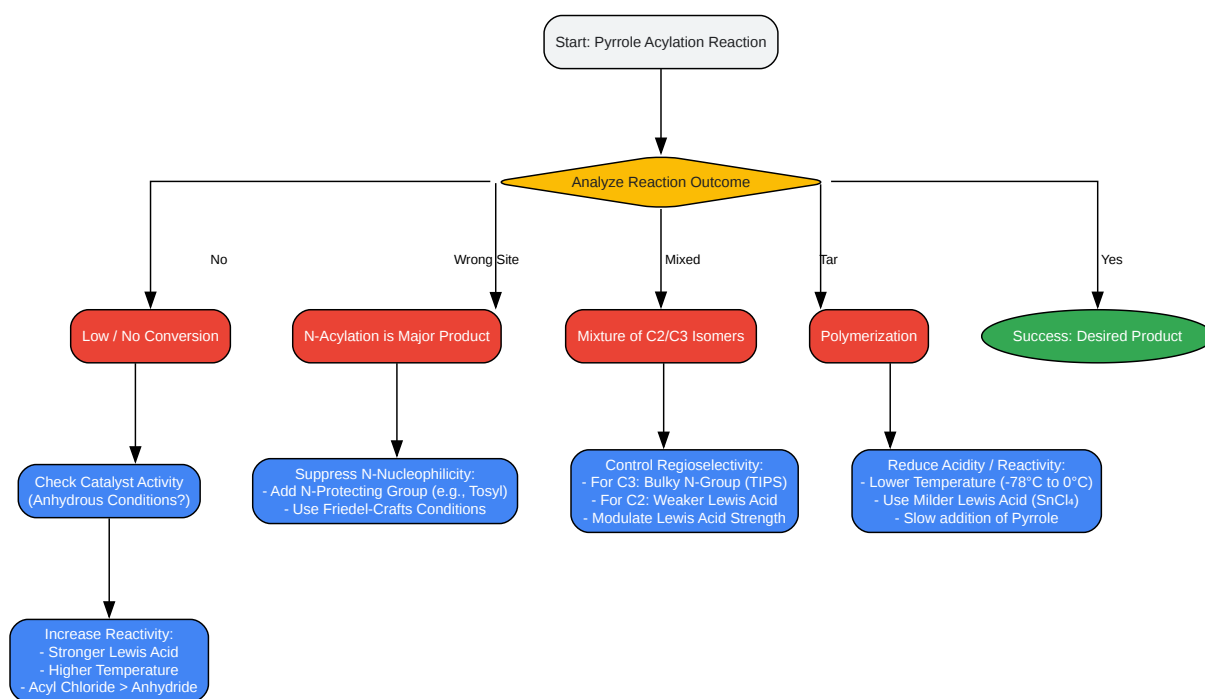 Start: Pyrrole Acylation Reaction
Analyze Reaction Outcome
No
Wrong Site
Mixed
Tar
Yes
Low / No Conversion
N-Acylation is Major Product
Mixture of C2/C3 Isomers
Polymerization
Success: Desired Product
Check Catalyst Activity
(Anhydrous Conditions?)
Suppress N-Nucleophilicity:
- Add N-Protecting Group (e.g., Tosyl)
- Use Friedel-Crafts Conditions
Control Regioselectivity:
- For C3: Bulky N-Group (TIPS)
- For C2: Weaker Lewis Acid
- Modulate Lewis Acid Strength
Reduce Acidity / Reactivity:
- Lower Temperature (-78°C to 0°C)
- Use Milder Lewis Acid (SnCl₄)
- Slow addition of Pyrrole
Increase Reactivity:
- Stronger Lewis Acid
- Higher Temperature
- Acyl Chloride > Anhydride